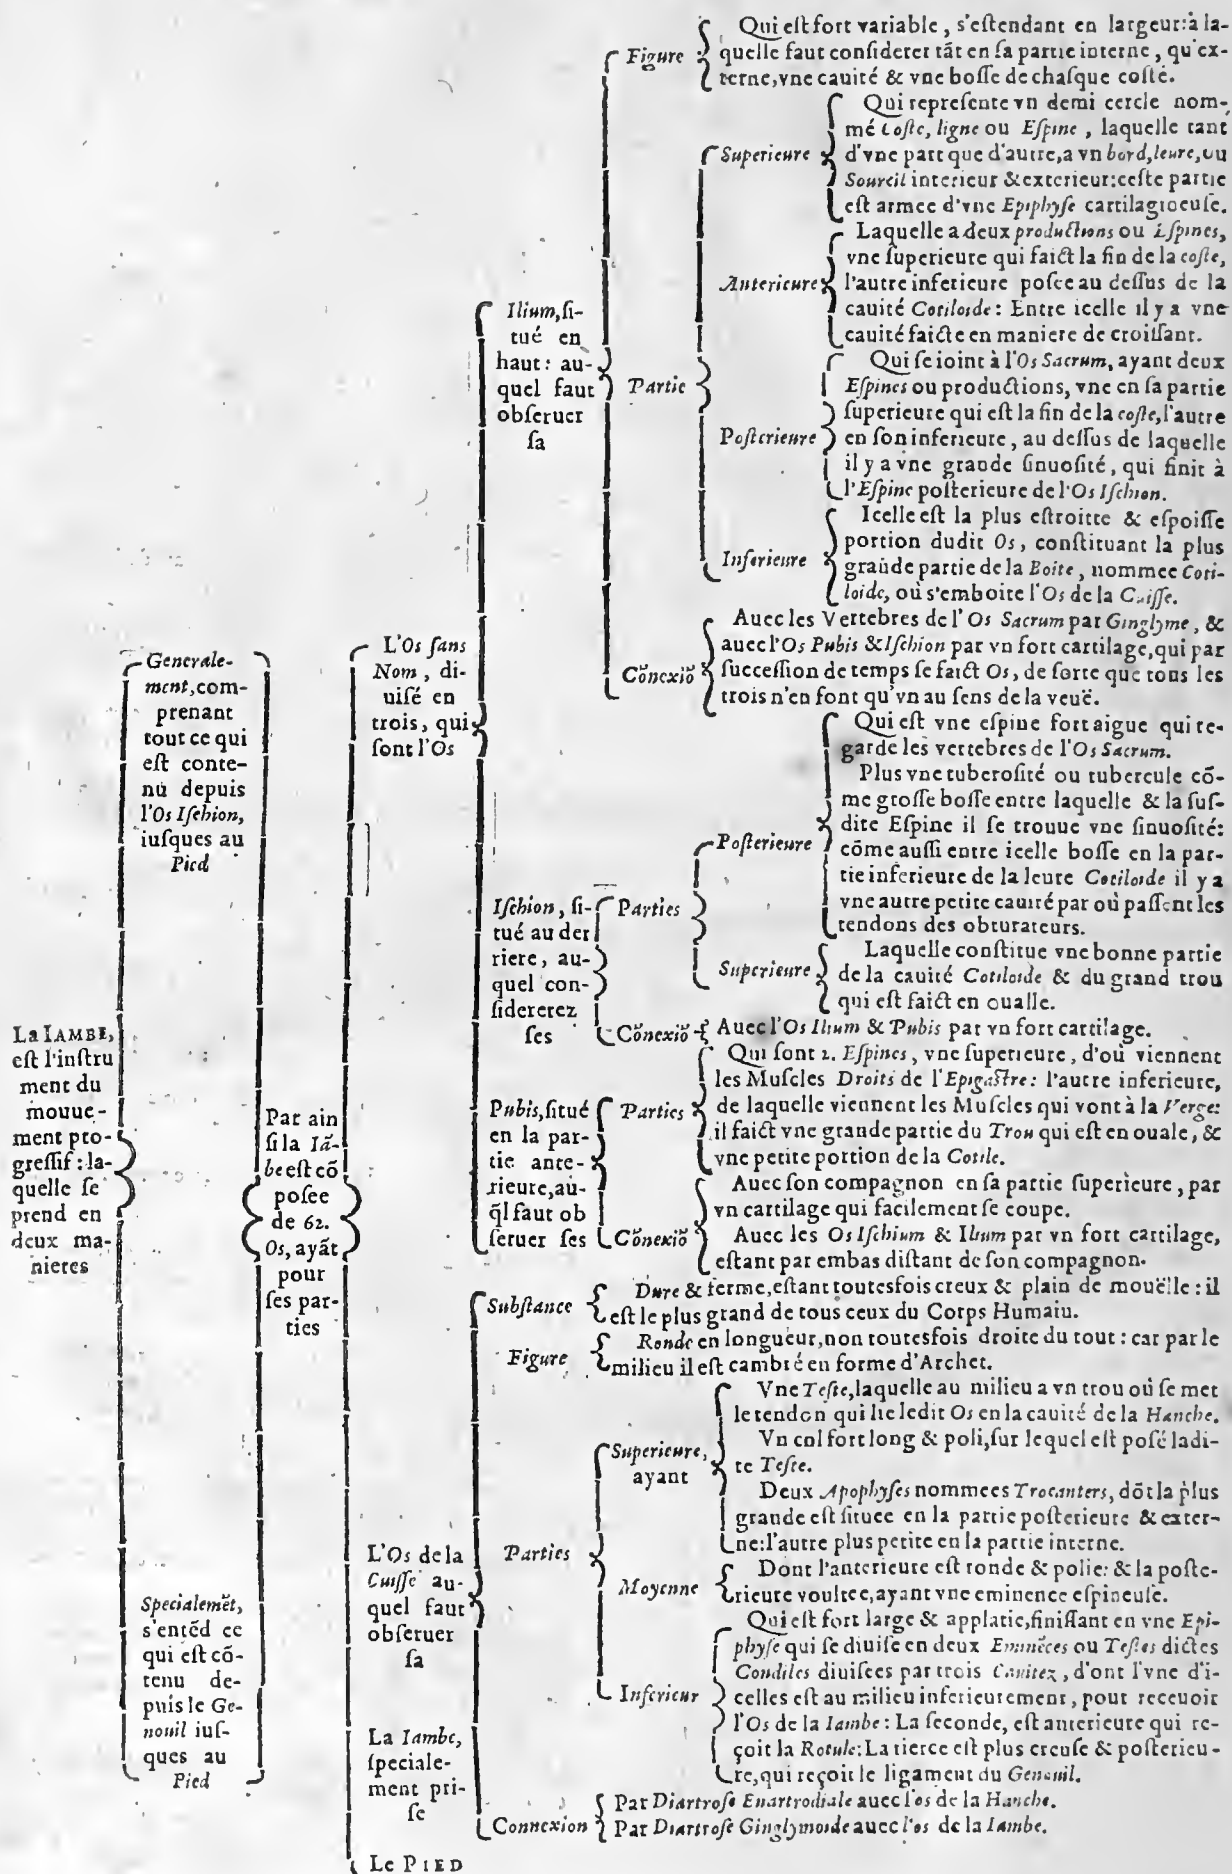 La IAMBE,
est l'instru
ment du
mouue-
ment pro-
gressif : la-
quelle se
prend en
deux ma-
nieres
Generale-
ment, com-
prenant
tout ce qui
est conte-
nu depuis
l'Os Ischion,
iusques au
Pied
Specialemēt,
s'entēd ce
qui est cō-
tenu de-
puis le Ge-
nouil ius-
ques au
Pied
Par ain
si la Iā-
be est cō
posee
de 62.
Os, ayāt
pour
ses par-
ties
L'Os sans
Nom, di-
uisé en
trois, qui
sont l'Os
Ilium, si-
tué en
haut : au-
quel faut
obseruer
sa
Figure
Qui est fort variable, s'estendant en largeur: à la-
quelle faut considerer tāt en sa partie interne, qu'ex-
terne, vne cauité & vne bosse de chasque costé.
Partie
Superieure
Qui represente vn demi cercle nom-
mé Coste, ligne ou Espine, laquelle tant
d'vne part que d'autre, a vn bord, leure, ou
Sourcil interieur & exterieur: ceste partie
est armee d'vne Epiphyse cartilagineuse.
Anterieure
Laquelle a deux productions ou Espines,
vne superieure qui faict la fin de la coste,
l'autre inferieure posee au dessus de la
cauité Cotiloide : Entre icelle il y a vne
cauité faicte en maniere de croissant.
Posterieure
Qui se ioint à l'Os Sacrum, ayant deux
Espines ou productions, vne en sa partie
superieure qui est la fin de la coste, l'autre
en son inferieure, au dessus de laquelle
il y a vne grande sinuosité, qui finit à
l'Espine posterieure de l'Os Ischion.
Inferieure
Icelle est la plus estroitte & espoisse
portion dudit Os, constituant la plus
grande partie de la Boite, nommee Coti-
loide, où s'emboite l'Os de la Cuisse.
Cōnexiō
Auec les Vertebres de l'Os Sacrum par Ginglyme, &
auec l'Os Pubis & Ischion par vn fort cartilage, qui par
succession de temps se faict Os, de sorte que tous les
trois n'en font qu'vn au sens de la veuë.
Ischion, si-
tué au der
riere, au-
quel con-
sidererez
ses
Parties
Posterieure
Qui est vne espine fort aigue qui re-
garde les vertebres de l'Os Sacrum.
Plus vne tuberosité ou tubercule cō-
me grosse bosse entre laquelle & la sus-
dite Espine il se trouue vne sinuosité:
cōme aussi entre icelle bosse en la par-
tie inferieure de la leure Cotiloide il y a
vne autre petite cauité par où passent les
tendons des obturateurs.
Superieure
Laquelle constitue vne bonne partie
de la cauité Cotiloide & du grand trou
qui est faict en oualle.
Cōnexiō
Auec l'Os Ilium & Pubis par vn fort cartilage.
Pubis, situé
en la par-
tie ante-
rieure, au-
q̄l faut ob
seruer ses
Parties
Qui sont 2. Espines, vne superieure, d'où viennent
les Muscles Droits de l'Epigastre : l'autre inferieure,
de laquelle viennent les Muscles qui vont à la Verge:
il faict vne grande partie du Trou qui est en ouale, &
vne petite portion de la Cotile.
Cōnexiō
Auec son compagnon en sa partie superieure, par
vn cartilage qui facilement se coupe.
Auec les Os Ischium & Ilium par vn fort cartilage,
estant par embas distant de son compagnon.
L'Os de la
Cuisse au-
quel faut
obseruer
sa
Substance
Dure & ferme, estant toutesfois creux & plain de mouëlle : il
est le plus grand de tous ceux du Corps Humain.
Figure
Ronde en longueur, non toutesfois droite du tout : car par le
milieu il est cambré en forme d'Archet.
Parties
Superieure,
ayant
Vne Teste, laquelle au milieu a vn trou où se met
le tendon qui lie ledit Os en la cauité de la Hanche.
Vn col fort long & poli, sur lequel est posé ladi-
te Teste.
Deux Apophyses nommees Trocanters, dōt la plus
grande est situee en la partie posterieure & exter-
ne: l'autre plus petite en la partie interne.
Moyenne
Dont l'anterieure est ronde & polie: & la poste-
rieure voultee, ayant vne eminence espineuse.
Inferieur
Qui est fort large & applatie, finissant en vne Epi-
physe qui se diuise en deux Eminēces ou Testes dictes
Condiles diuisees par trois Cauitez, d'ont l'vne d'i-
celles est au milieu inferieurement, pour receuoir
l'Os de la Iambe : La seconde, est anterieure qui re-
çoit la Rotule: La tierce est plus creuse & posterieu-
re, qui reçoit le ligament du Genouil.
Connexion
Par Diartrose Enartrodiale auec l'os de la Hanche.
Par Diartrose Ginglymoide auec l'os de la Iambe.
La Iambe,
speciale-
ment pri-
se
Le PIED